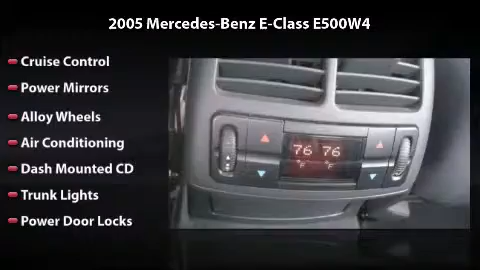 2005 Mercedes-Benz E-Class E500W4
Cruise Control
Power Mirrors
Alloy Wheels
Air Conditioning
Dash Mounted CD
Trunk Lights
Power Door Locks
76 76
°F °F